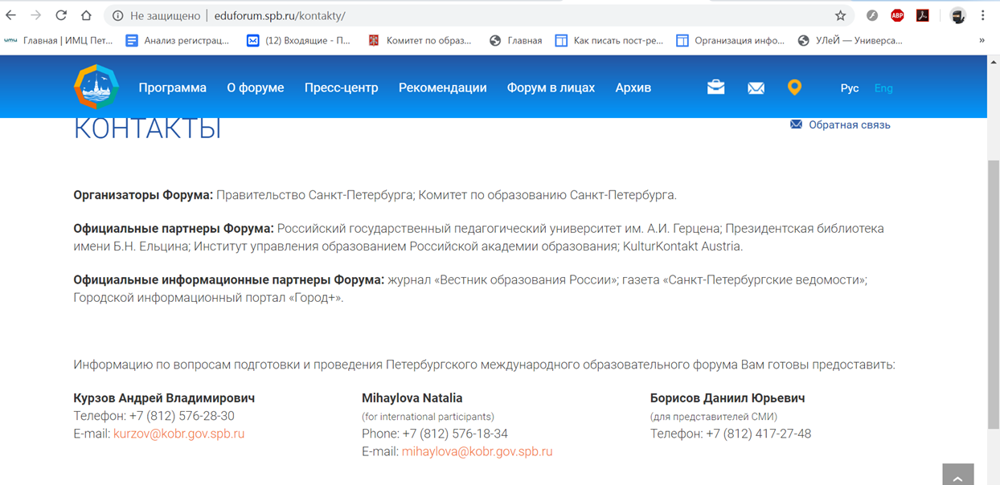 Не защищено | eduforum.spb.ru/kontakty/
ABP
umu Главная | ИМЦ Пет... Анализ регистрац... (12) Входящие - П... Комитет по образ... Главная Как писать пост-ре... Организация инфо... УЛеЙ — Универса... »
Программа О форуме Пресс-центр Рекомендации Форум в лицах Архив Рус Eng
КОНТАКТЫ Обратная связь
Организаторы Форума: Правительство Санкт-Петербурга; Комитет по образованию Санкт-Петербурга.
Официальные партнеры Форума: Российский государственный педагогический университет им. А.И. Герцена; Президентская библиотека
имени Б.Н. Ельцина; Институт управления образованием Российской академии образования; KulturKontakt Austria.
Официальные информационные партнеры Форума: журнал «Вестник образования России»; газета «Санкт-Петербургские ведомости»;
Городской информационный портал «Город+».
Информацию по вопросам подготовки и проведения Петербургского международного образовательного форума Вам готовы предоставить:
Курзов Андрей Владимирович
Телефон: +7 (812) 576-28-30
E-mail: kurzov@kobr.gov.spb.ru
Mihaylova Natalia
(for international participants)
Phone: +7 (812) 576-18-34
E-mail: mihaylova@kobr.gov.spb.ru
Борисов Даниил Юрьевич
(для представителей СМИ)
Телефон: +7 (812) 417-27-48